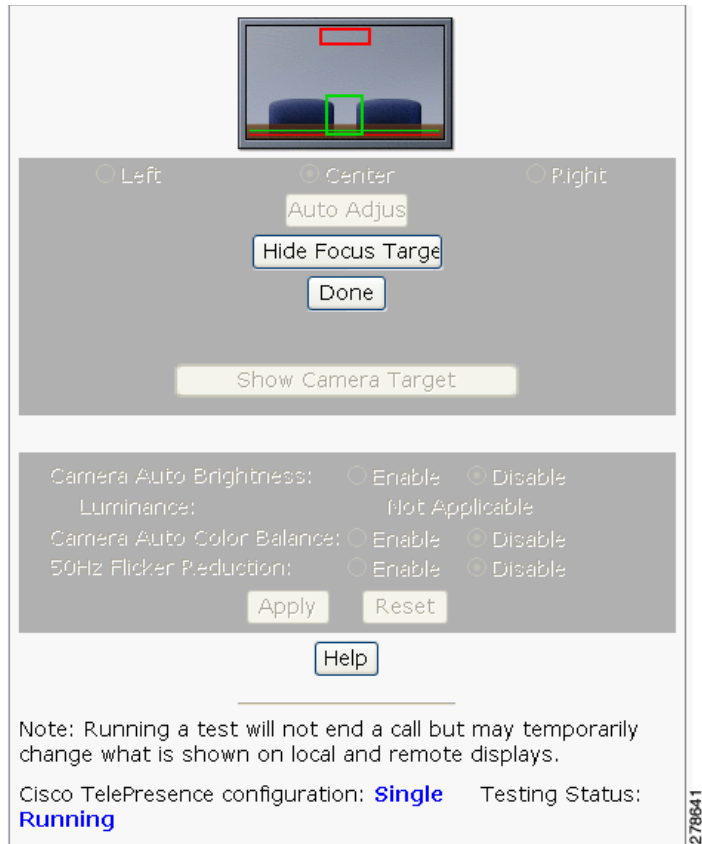 Left Center Right
Auto Adjus
Hide Focus Targe
Done
Show Camera Target
Camera Auto Brightness: Enable Disable
Luminance: Not Applicable
Camera Auto Color Balance: Enable Disable
50Hz Flicker Reduction: Enable Disable
Apply Reset
Help
Note: Running a test will not end a call but may temporarily
change what is shown on local and remote displays.
Cisco TelePresence configuration: Single Testing Status:
Running
278641